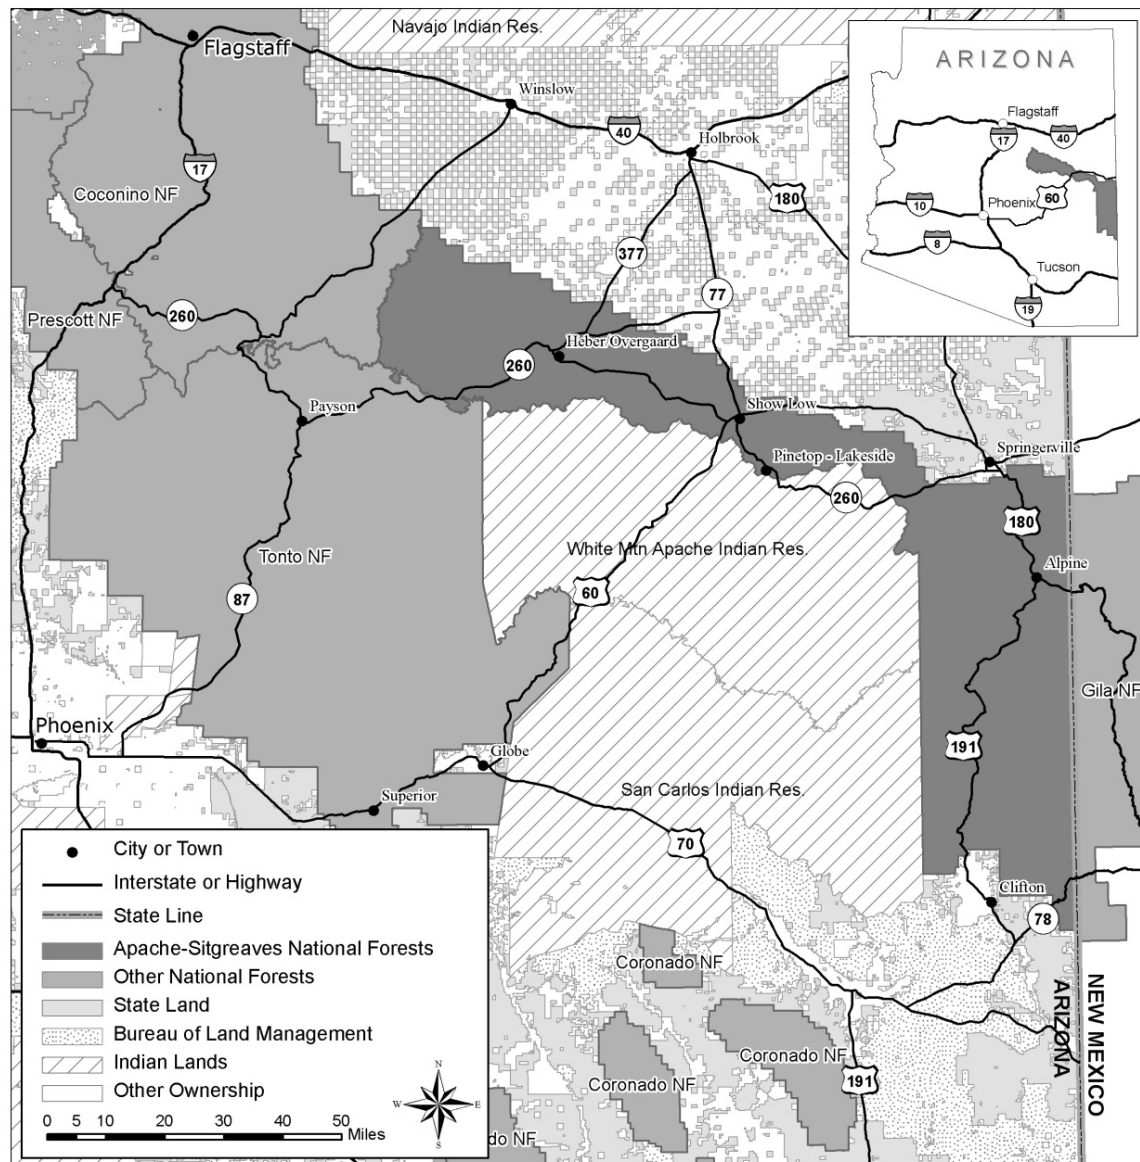 Navajo Indian Res.
Flagstaff
Winslow
40
Holbrook
17
Coconino NF
180
377
77
260
Prescott NF
Heber/Overgaard
260
Payson
Show Low
Springerville
Pinetop - Lakeside
260
180
Tonto NF
White Mtn Apache Indian Res.
Alpine
60
87
Gila NF
Phoenix
191
Globe
San Carlos Indian Res.
Superior
70
Clifton
78
Coronado NF
Coronado NF
Coronado NF
191
do NF
ARIZONA
NEW MEXICO
ARIZONA
Flagstaff
17
40
10
Phoenix
60
8
Tucson
19
City or Town
Interstate or Highway
State Line
Apache-Sitgreaves National Forests
Other National Forests
State Land
Bureau of Land Management
Indian Lands
Other Ownership
0 5 10 20 30 40 50
Miles
N
W E
S